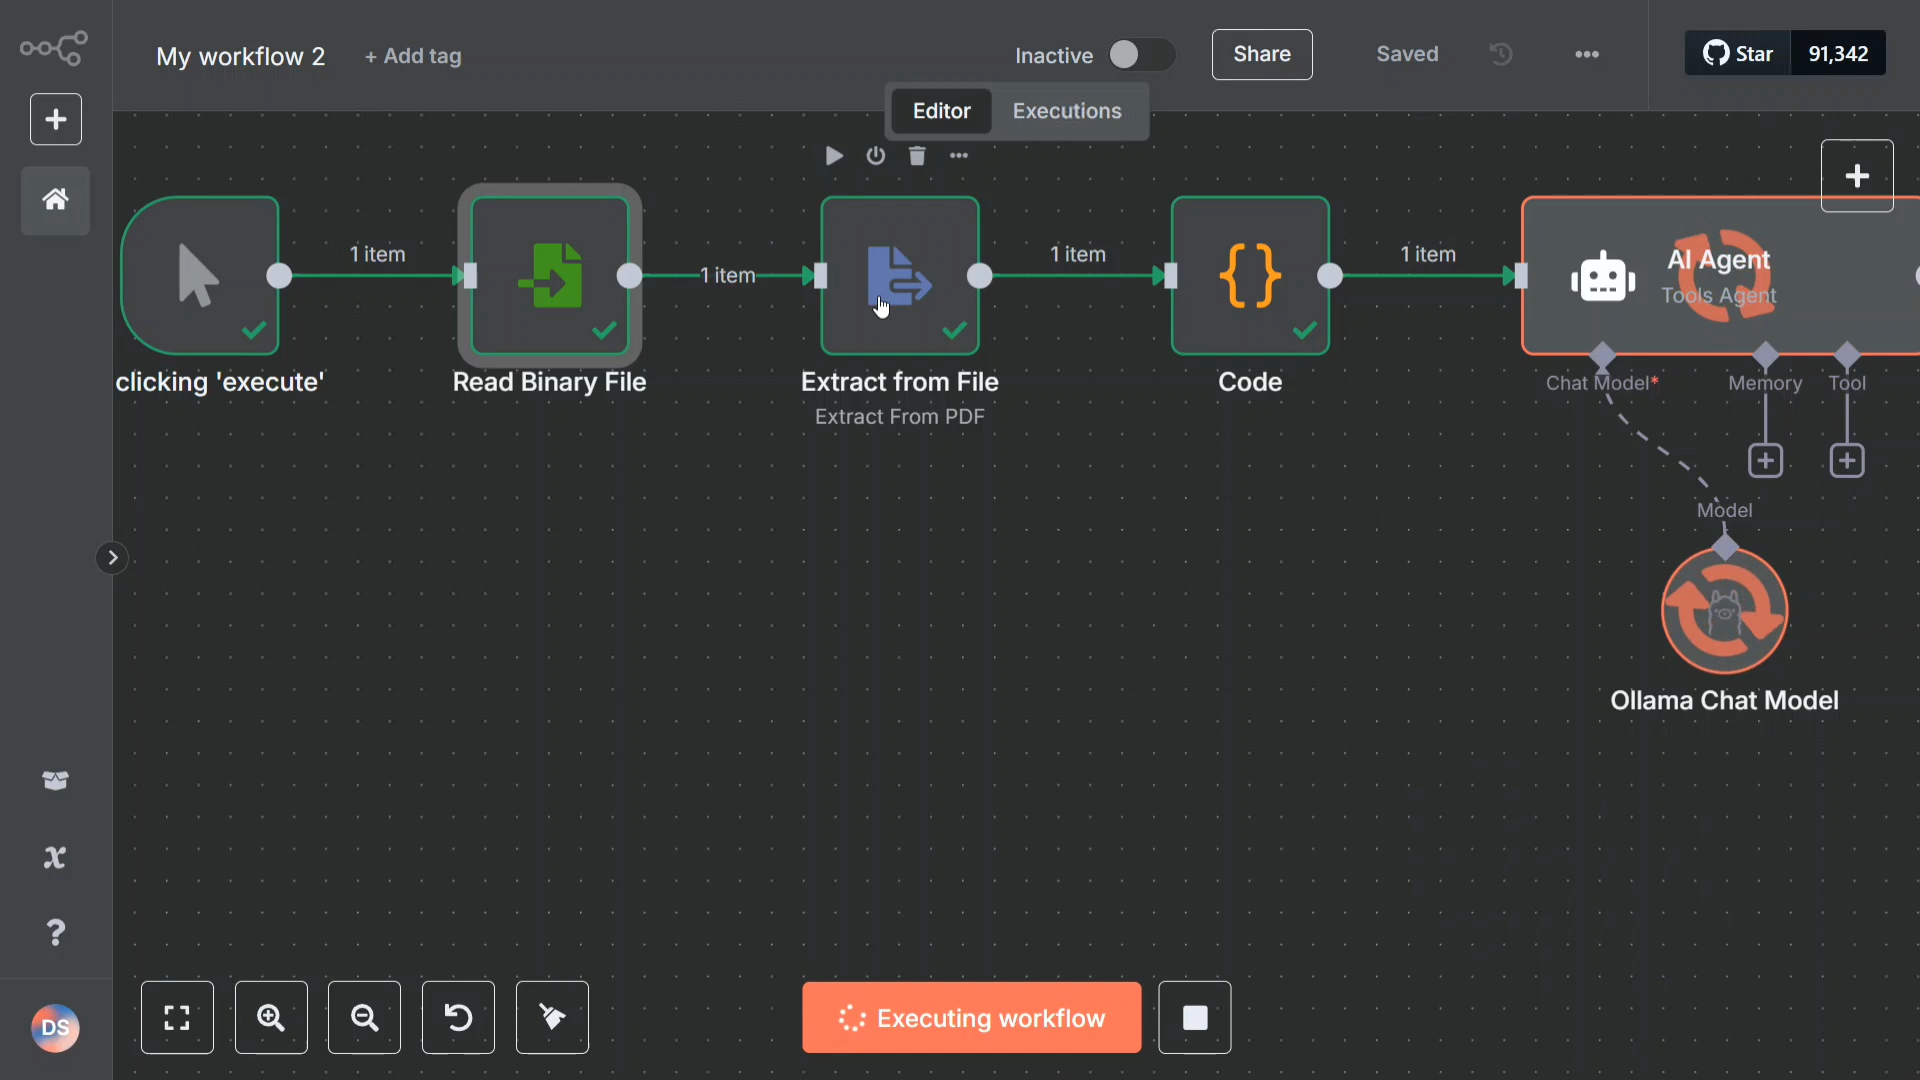 My workflow 2
+ Add tag
Inactive
Share
Saved
Star
91,342
Editor
Executions
1 item
1 item
1 item
1 item
AI Agent
Tools Agent
clicking 'execute'
Read Binary File
Extract from File
Extract From PDF
Code
Chat Model*
Memory
Tool
Model
Ollama Chat Model
DS
Executing workflow